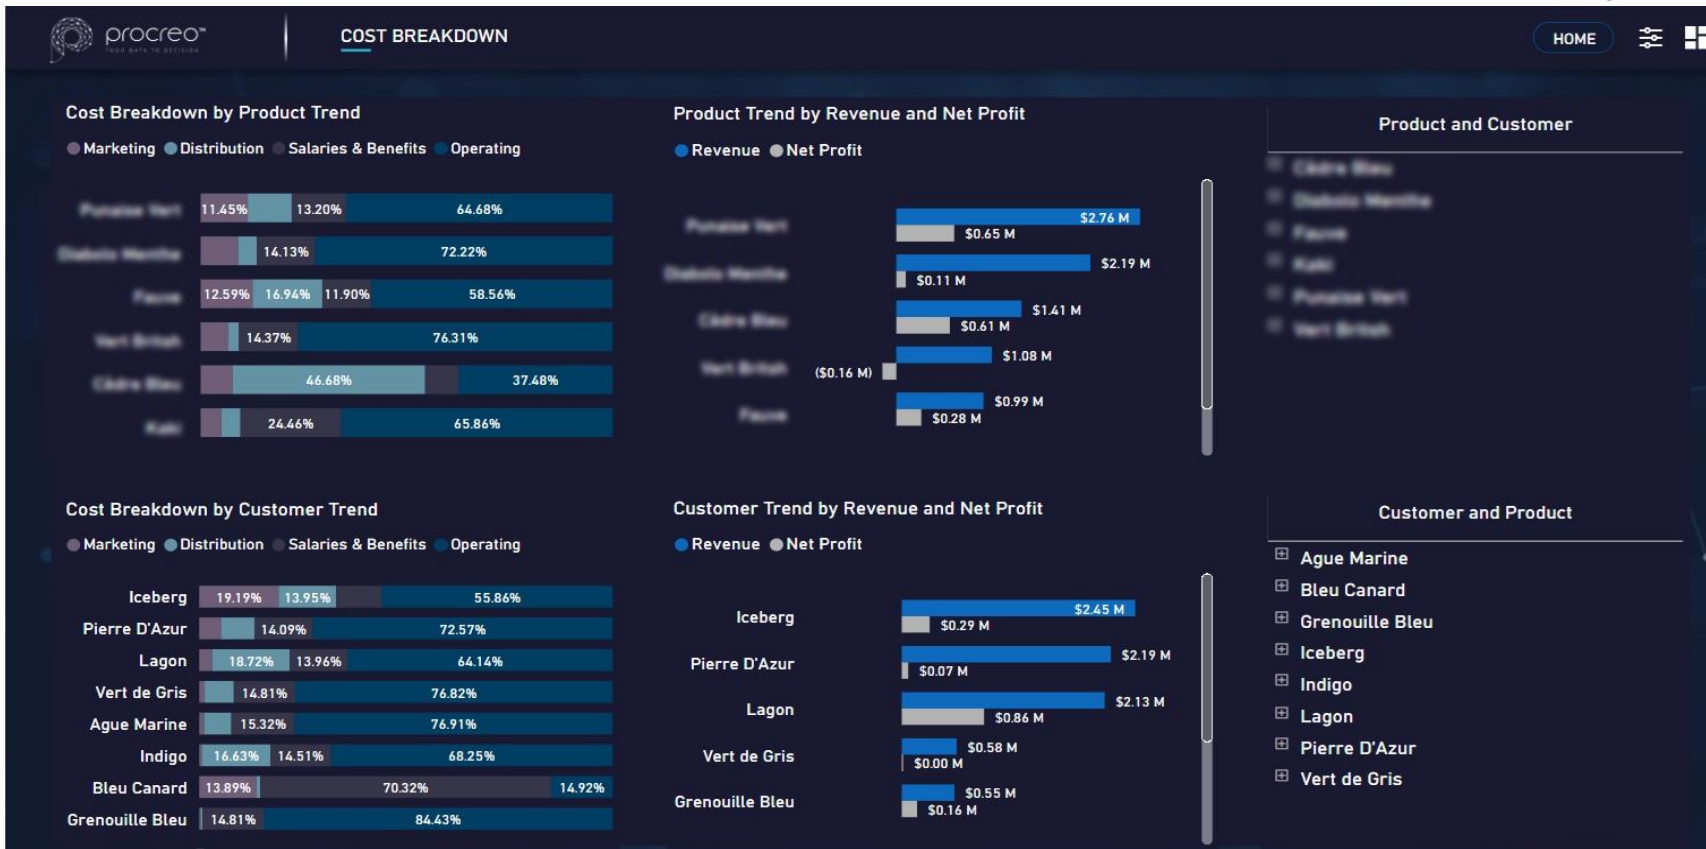 procreo™
FROM DATA TO DECISION
COST BREAKDOWN
HOME
Cost Breakdown by Product Trend
Marketing Distribution Salaries & Benefits Operating
11.45% 13.20% 64.68%
14.13% 72.22%
12.59% 16.94% 11.90% 58.56%
14.37% 76.31%
46.68% 37.48%
24.46% 65.86%
Product Trend by Revenue and Net Profit
Revenue Net Profit
$2.76 M
$0.65 M
$2.19 M
$0.11 M
$1.41 M
$0.61 M
$1.08 M
($0.16 M)
$0.99 M
$0.28 M
Product and Customer
Cost Breakdown by Customer Trend
Marketing Distribution Salaries & Benefits Operating
Iceberg 19.19% 13.95% 55.86%
Pierre D'Azur 14.09% 72.57%
Lagon 18.72% 13.96% 64.14%
Vert de Gris 14.81% 76.82%
Ague Marine 15.32% 76.91%
Indigo 16.63% 14.51% 68.25%
Bleu Canard 13.89% 70.32% 14.92%
Grenouille Bleu 14.81% 84.43%
Customer Trend by Revenue and Net Profit
Revenue Net Profit
Iceberg $2.45 M
$0.29 M
Pierre D'Azur $2.19 M
$0.07 M
Lagon $2.13 M
$0.86 M
Vert de Gris $0.58 M
$0.00 M
Grenouille Bleu $0.55 M
$0.16 M
Customer and Product
Ague Marine
Bleu Canard
Grenouille Bleu
Iceberg
Indigo
Lagon
Pierre D'Azur
Vert de Gris